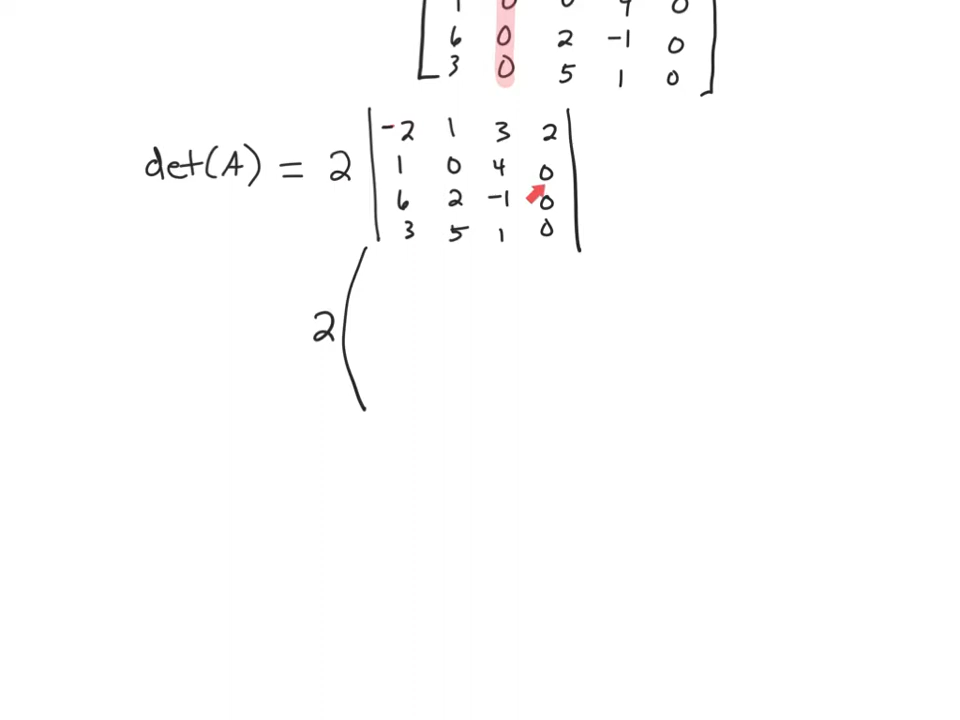 6 0 2 -1 0
3 0 5 1 0
det(A) = 2 | -2 1 3 2 |
| 1 0 4 0 |
| 6 2 -1 0 |
| 3 5 1 0 |
2 (